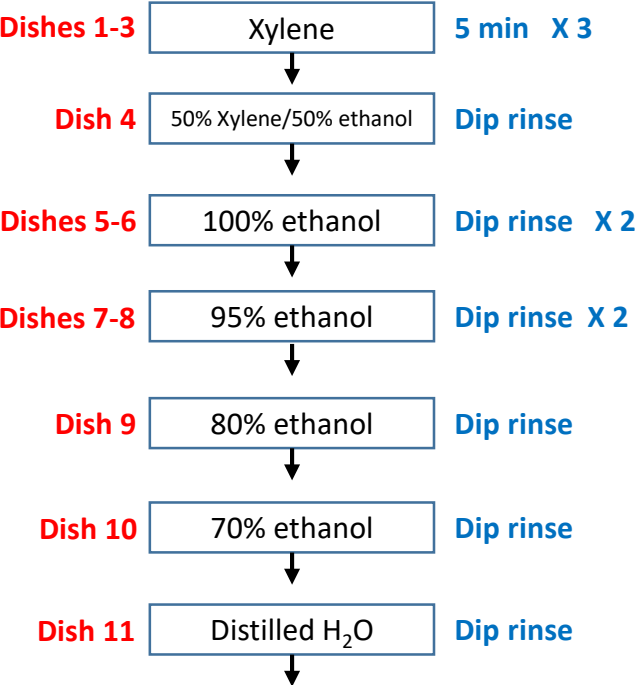 Dishes 1-3 Xylene 5 min X 3
Dish 4 50% Xylene/50% ethanol Dip rinse
Dishes 5-6 100% ethanol Dip rinse X 2
Dishes 7-8 95% ethanol Dip rinse X 2
Dish 9 80% ethanol Dip rinse
Dish 10 70% ethanol Dip rinse
Dish 11 Distilled H₂O Dip rinse